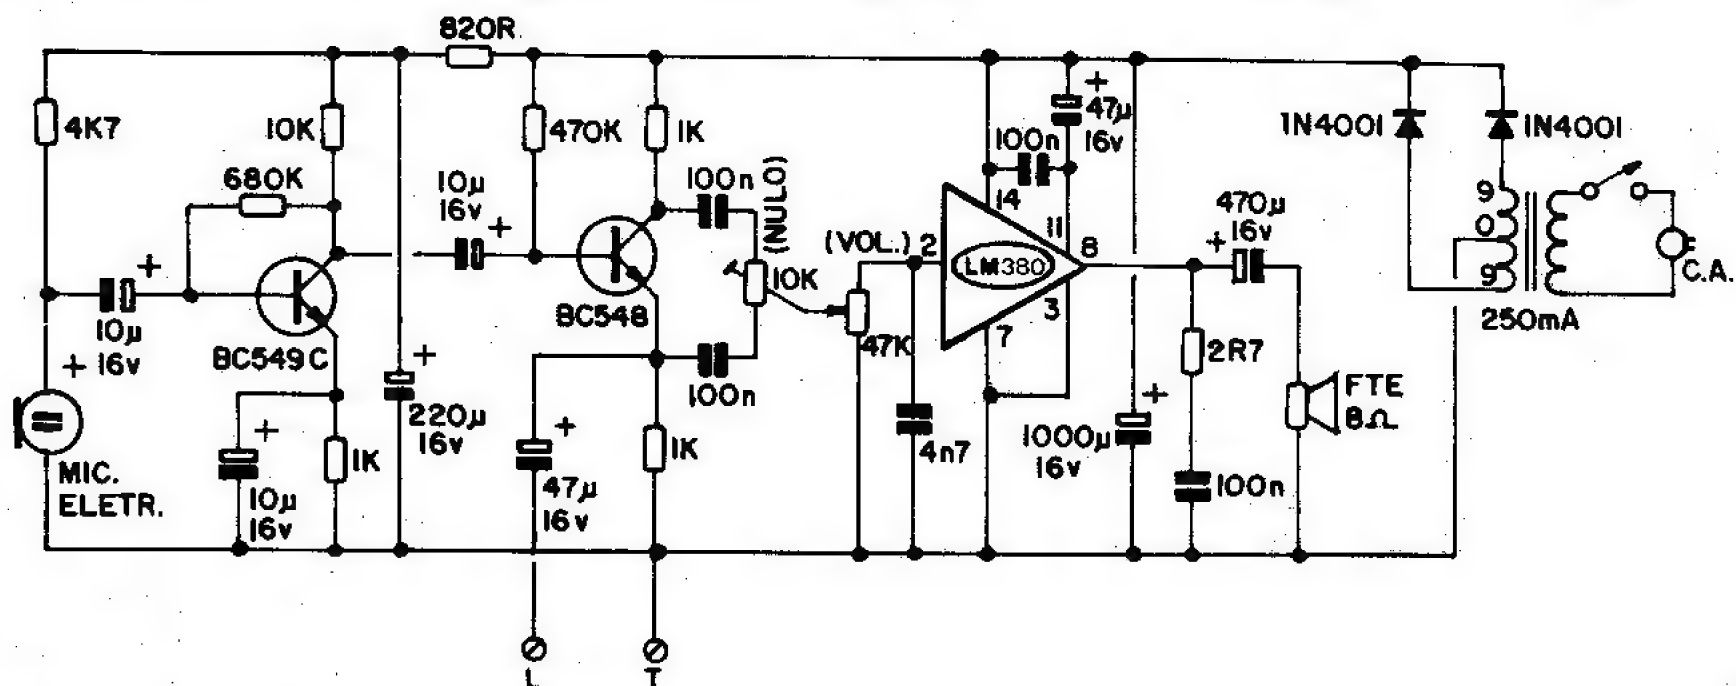 820R
4K7
10K
680K
10µ
16v
+
470K
1K
100n
(NULO)
+
47µ
16v
100n
1N4001
1N4001
14
11
(VOL.)
2
LM380
8
3
7
470µ
+ 16v
9
0
9
C.A.
250mA
+
10µ
16v
BC549C
BC548
10K
47K
+
MIC.
ELETR.
+
10µ
16v
1K
+
220µ
16v
100n
+
47µ
16v
1K
4n7
+
1000µ
16v
2R7
100n
FTE
8Ω
+
L
T